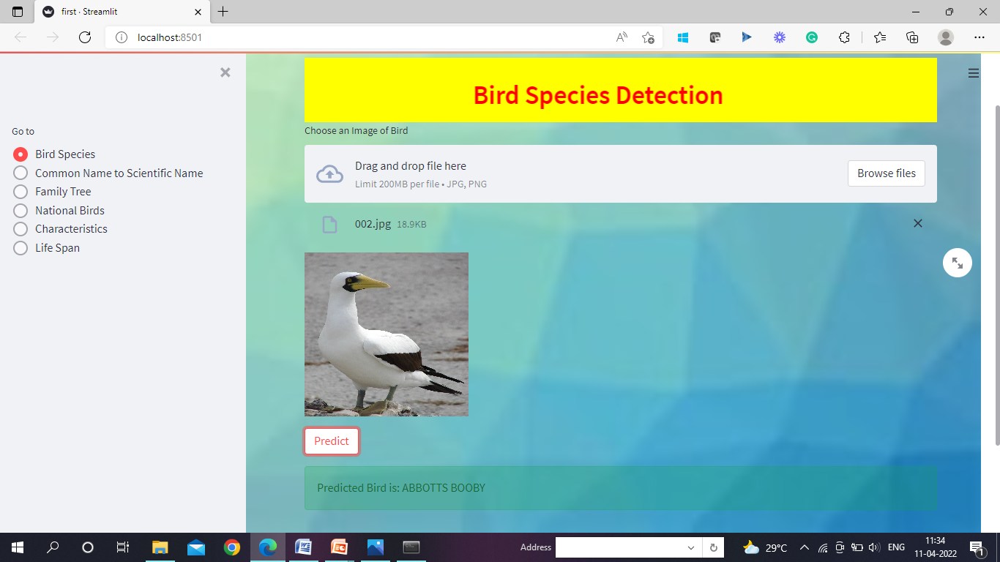 first · Streamlit
localhost:8501
Go to
Bird Species
Common Name to Scientific Name
Family Tree
National Birds
Characteristics
Life Span
Bird Species Detection
Choose an Image of Bird
Drag and drop file here
Limit 200MB per file • JPG, PNG
Browse files
002.jpg 18.9KB
Predict
Predicted Bird is: ABBOTTS BOOBY
Address
29°C
ENG
11:34
11-04-2022
1